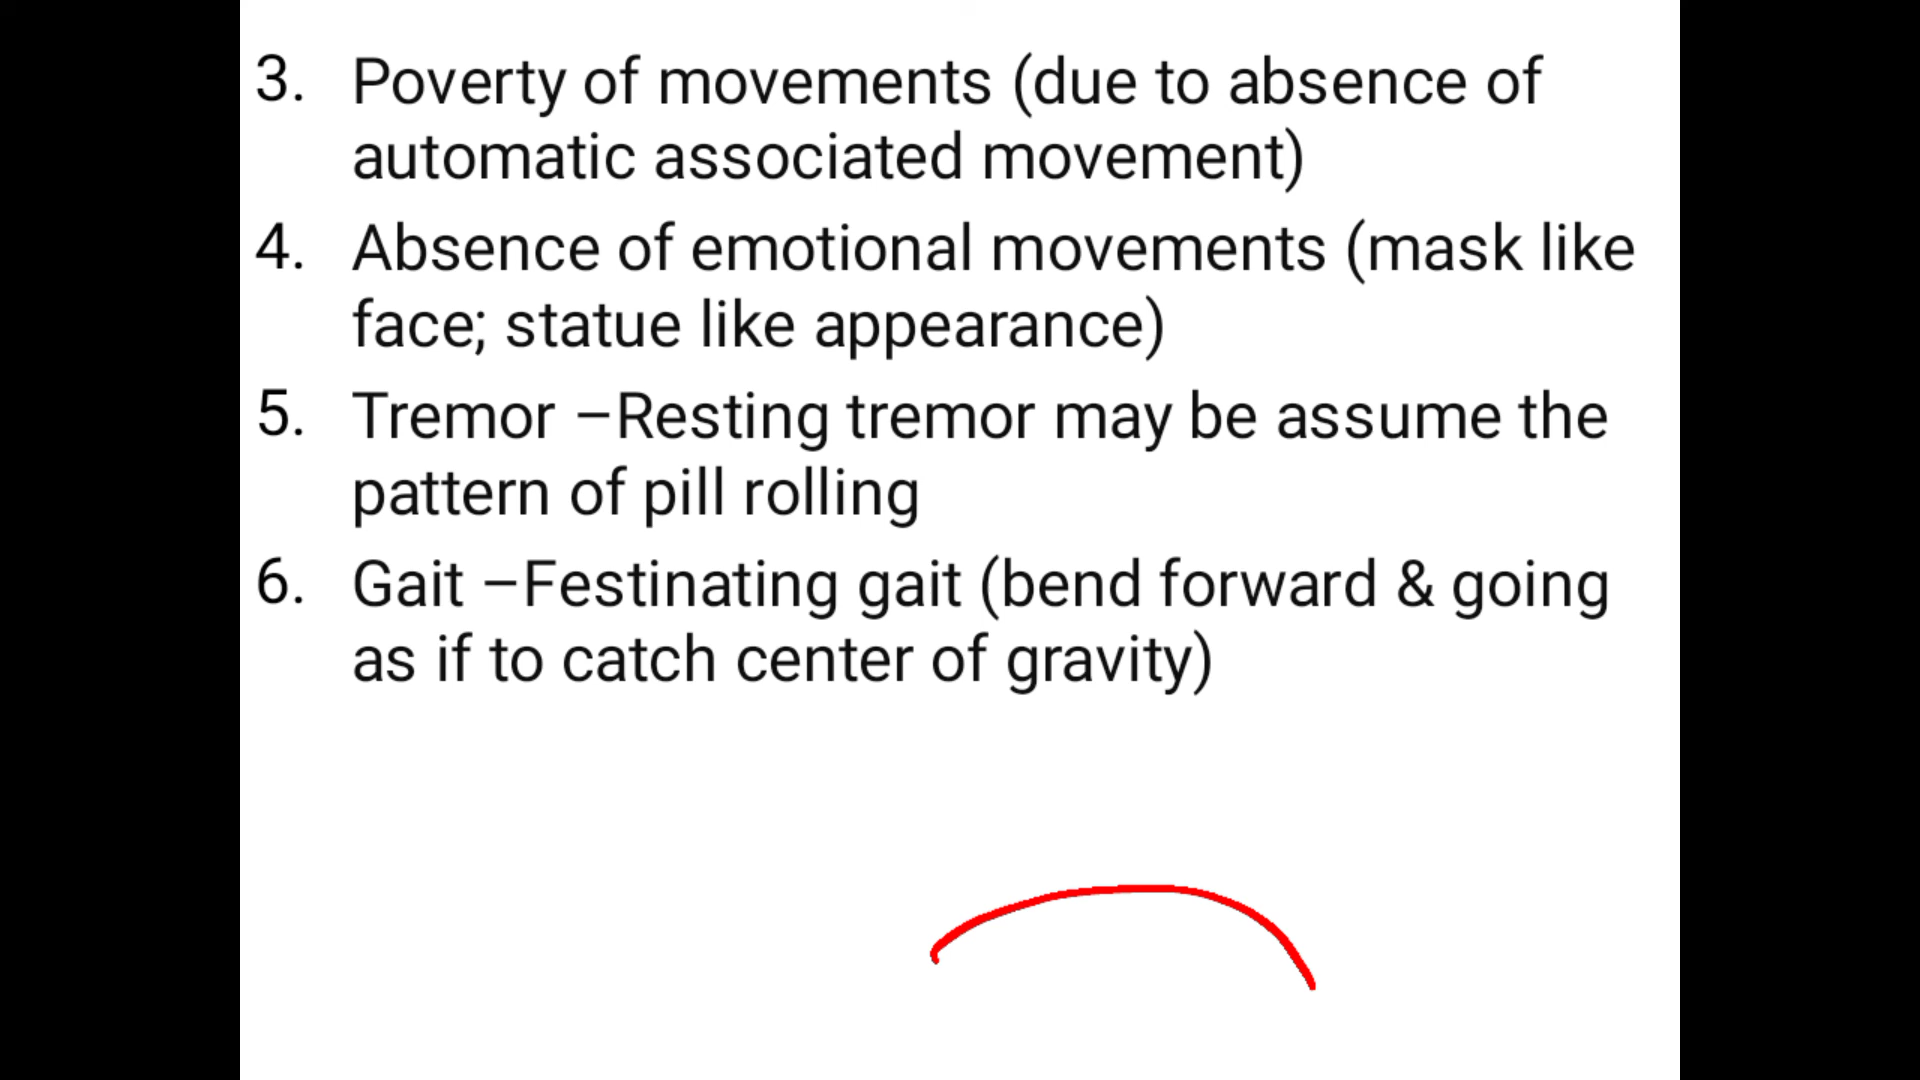 3. Poverty of movements (due to absence of
automatic associated movement)
4. Absence of emotional movements (mask like
face; statue like appearance)
5. Tremor –Resting tremor may be assume the
pattern of pill rolling
6. Gait –Festinating gait (bend forward & going
as if to catch center of gravity)